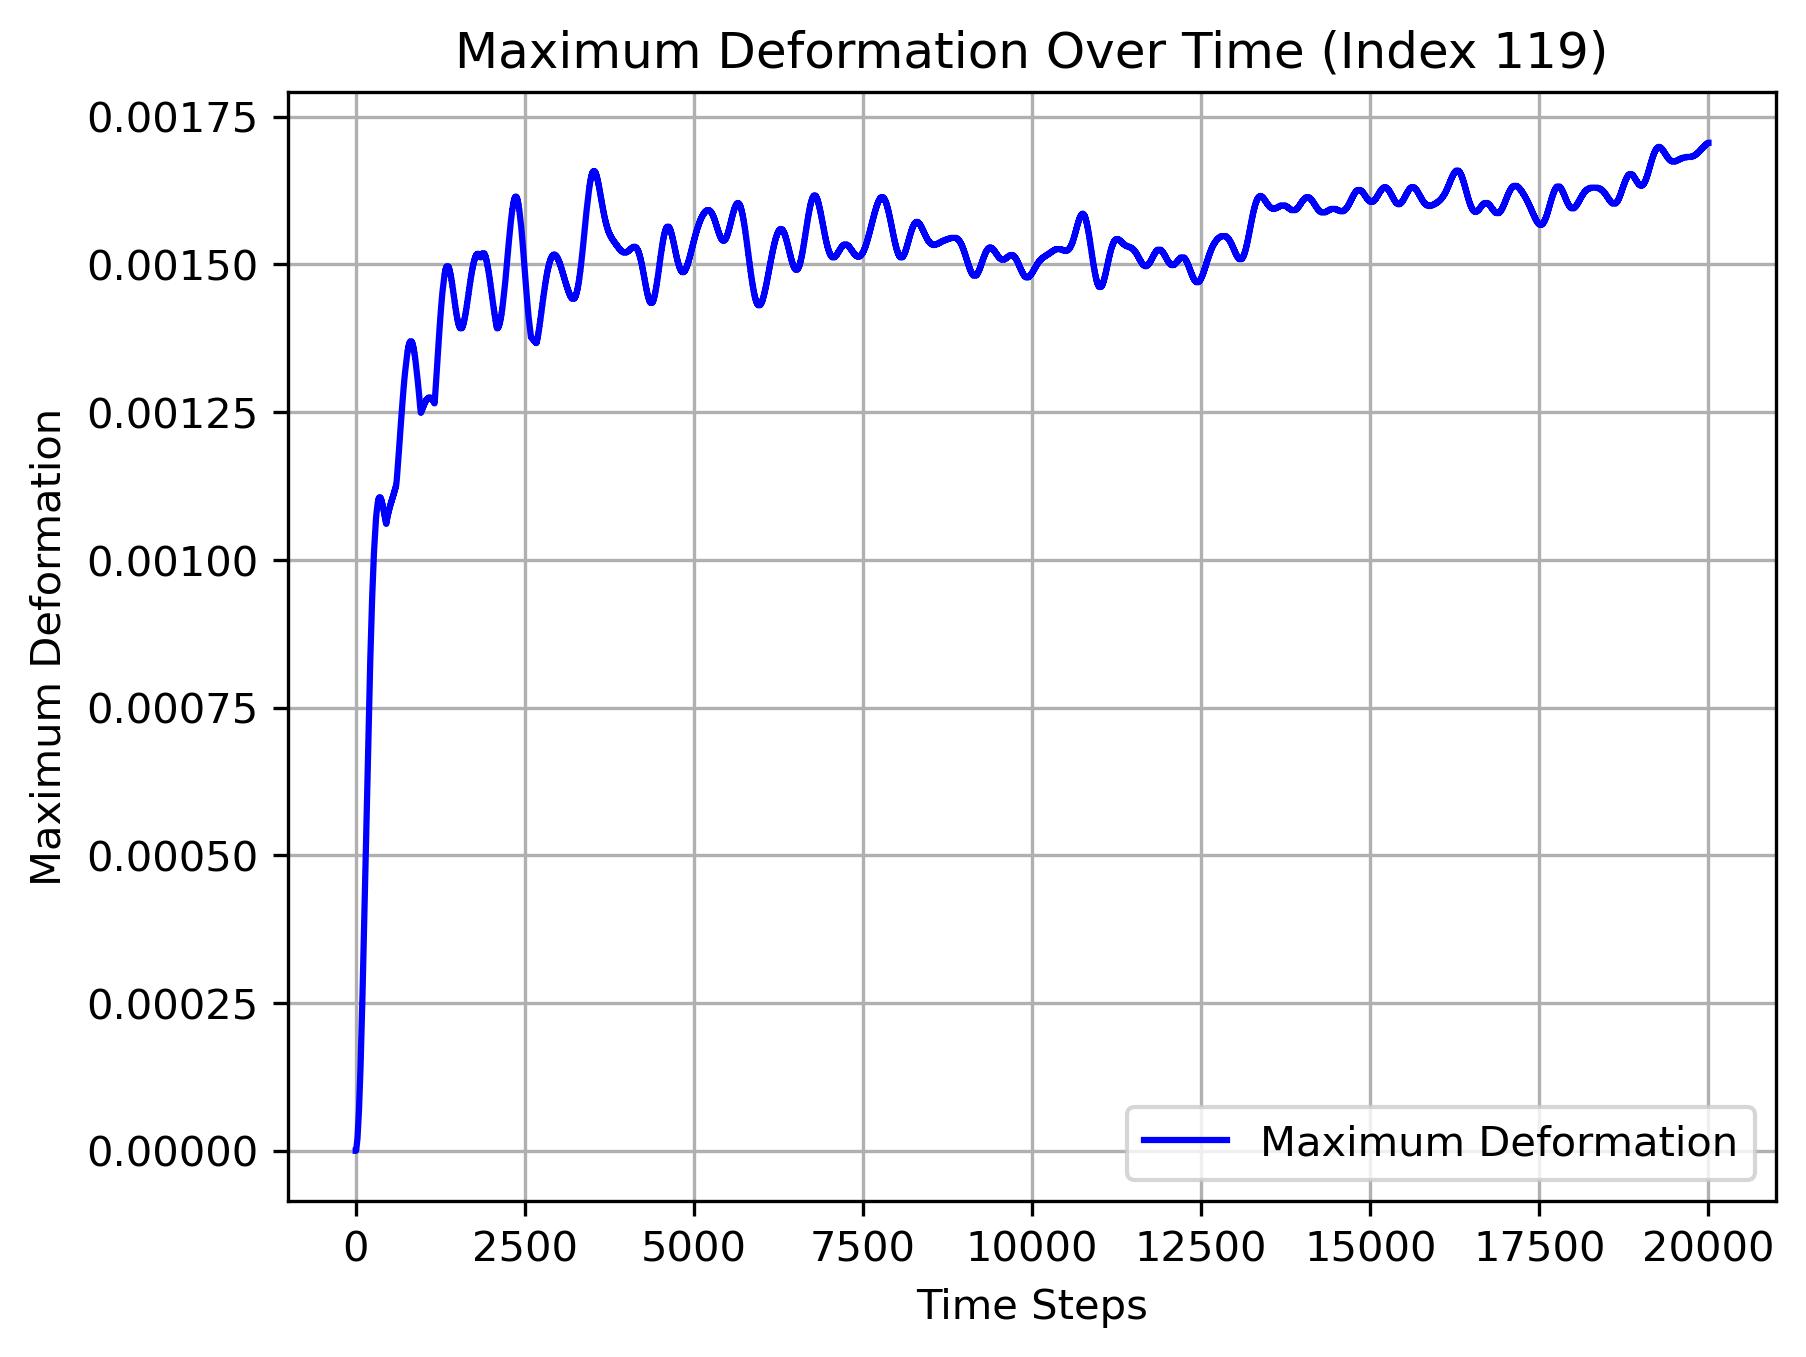 Maximum Deformation Over Time (Index 119)
Maximum Deformation
0.00175
0.00150
0.00125
0.00100
0.00075
0.00050
0.00025
0.00000
Maximum Deformation
0 2500 5000 7500 10000 12500 15000 17500 20000
Time Steps